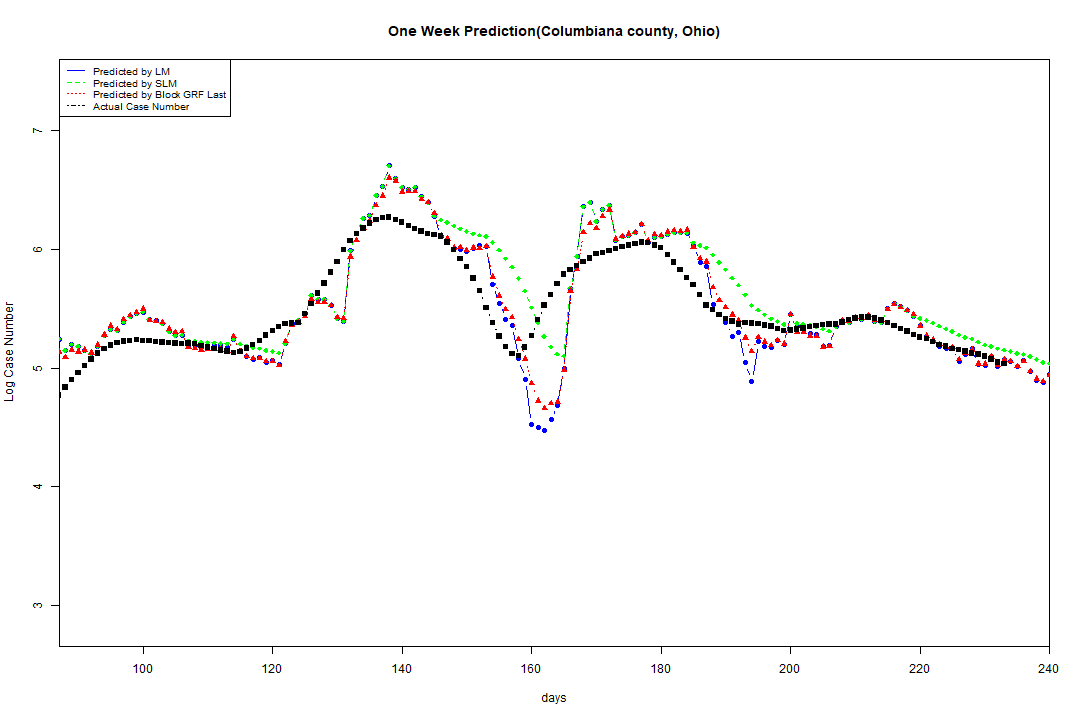 One Week Prediction(Columbiana county, Ohio)
Predicted by LM
Predicted by SLM
Predicted by Block GRF Last
Actual Case Number
7
6
5
4
3
Log Case Number
100 120 140 160 180 200 220 240
days